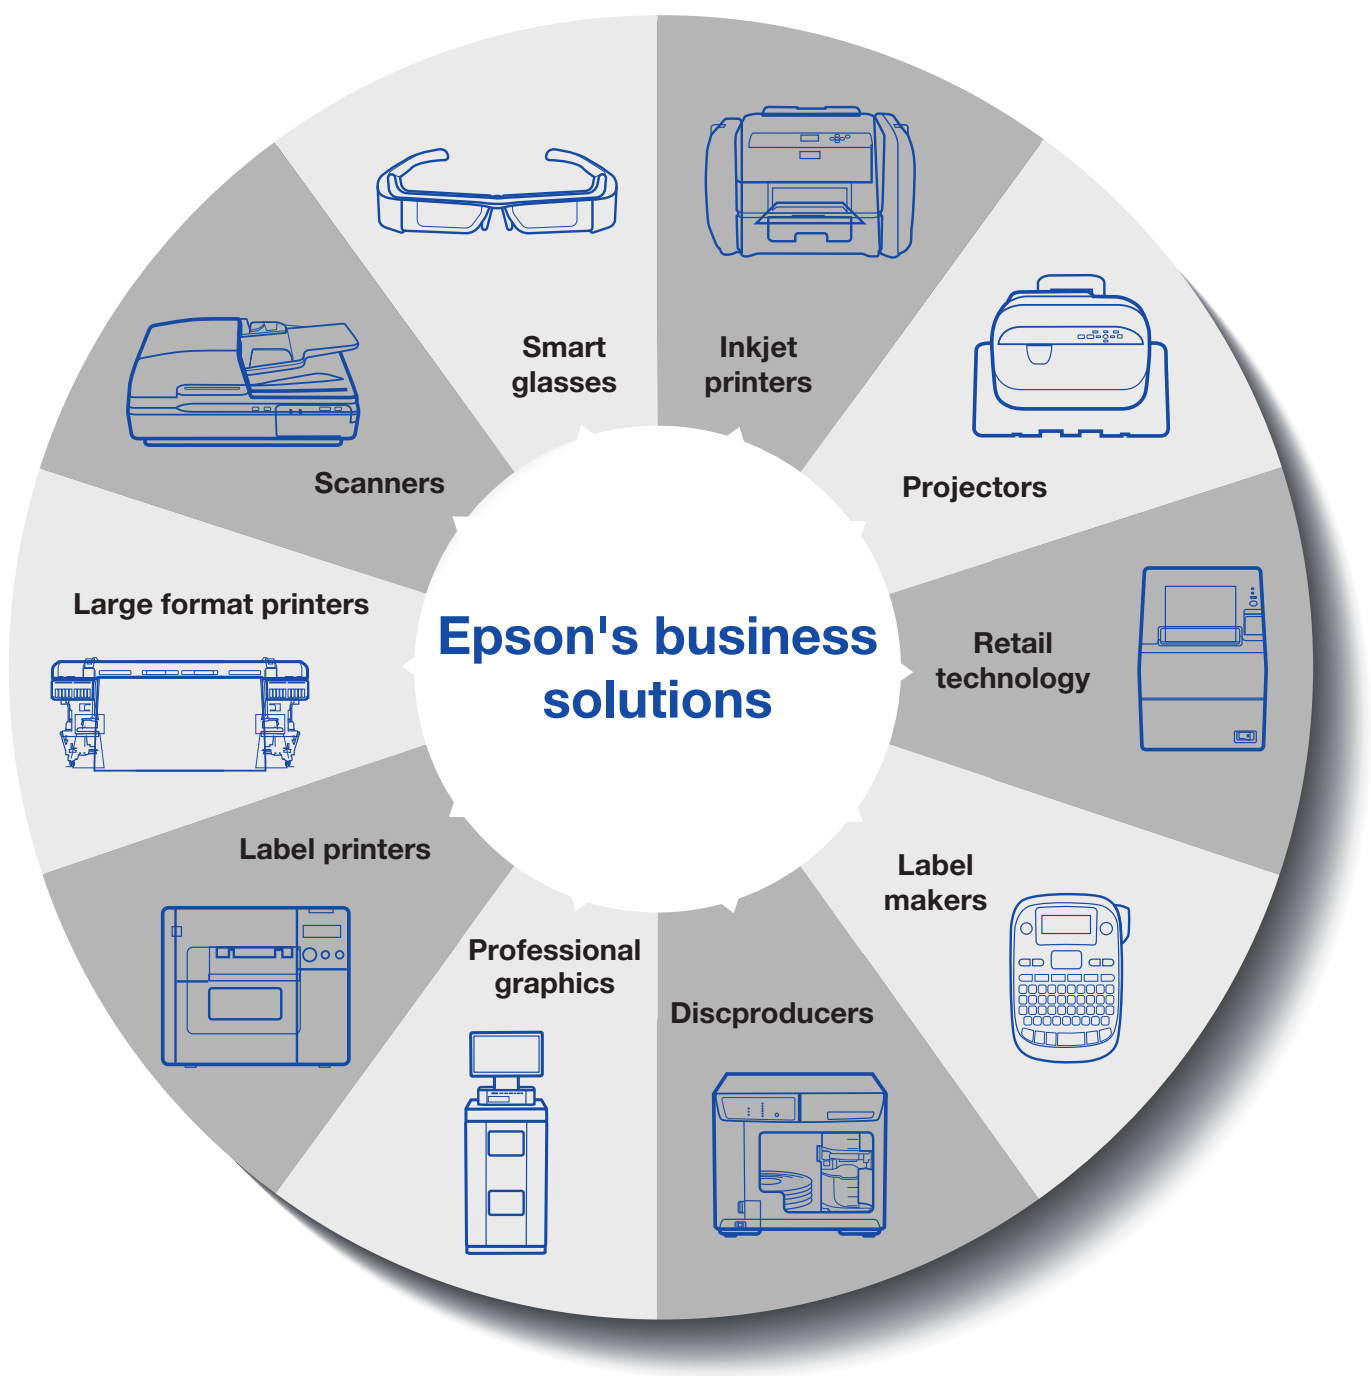 Smart
glasses
Inkjet
printers
Scanners
Projectors
Large format printers
Epson's business
solutions
Retail
technology
Label printers
Label
makers
Professional
graphics
Discproducers